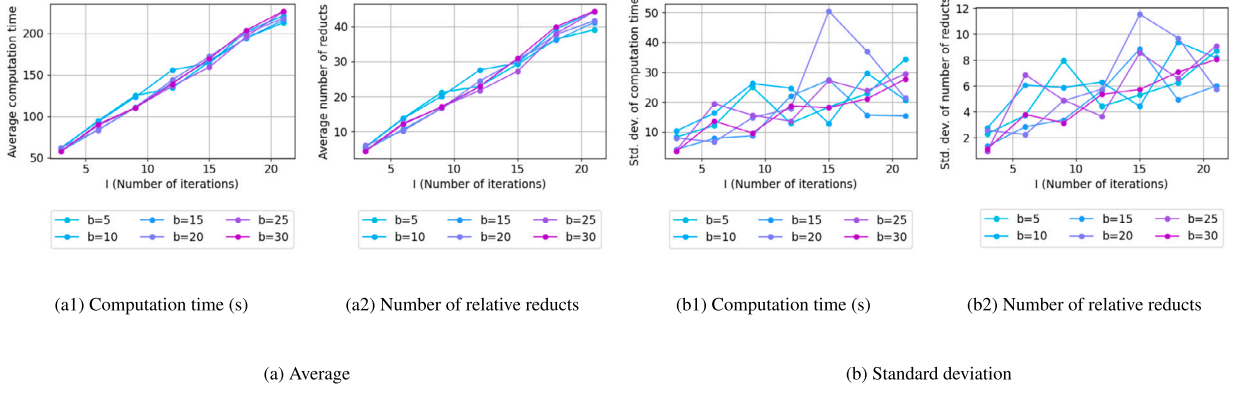 Average computation time
200
150
100
50
5
10
15
20
I (Number of iterations)
b=5
b=15
b=25
b=10
b=20
b=30
(a1) Computation time (s)
Average number of reducts
40
30
20
10
5
10
15
20
I (Number of iterations)
b=5
b=15
b=25
b=10
b=20
b=30
(a2) Number of relative reducts
Std. dev. of computation time
50
40
30
20
10
5
10
15
20
I (Number of iterations)
b=5
b=15
b=25
b=10
b=20
b=30
(b1) Computation time (s)
Std. dev. of number of reducts
12
10
8
6
4
2
5
10
15
20
I (Number of iterations)
b=5
b=15
b=25
b=10
b=20
b=30
(b2) Number of relative reducts
(a) Average
(b) Standard deviation